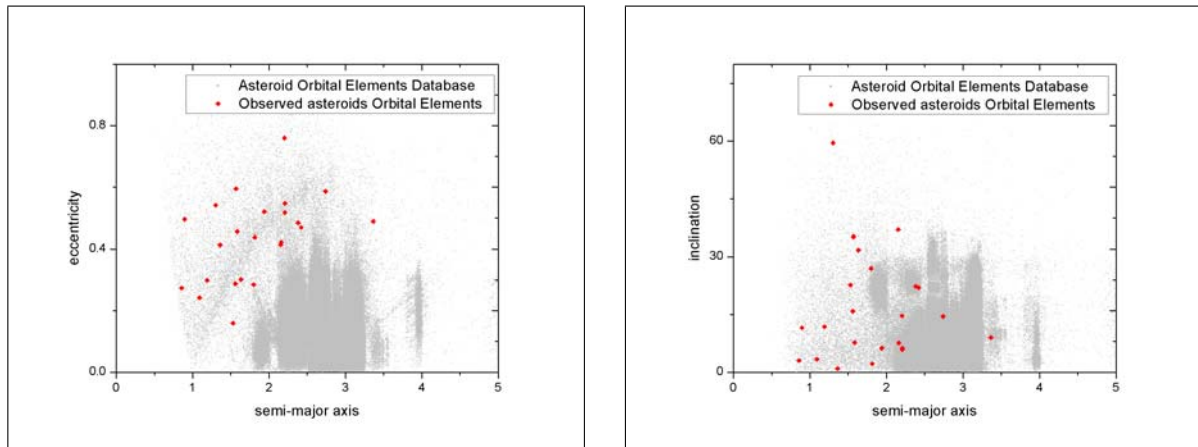 Asteroid Orbital Elements Database
Observed asteroids Orbital Elements
0.8
0.4
0.0
eccentricity
0 1 2 3 4 5
semi-major axis
Asteroid Orbital Elements Database
Observed asteroids Orbital Elements
60
30
0
inclination
0 1 2 3 4 5
semi-major axis